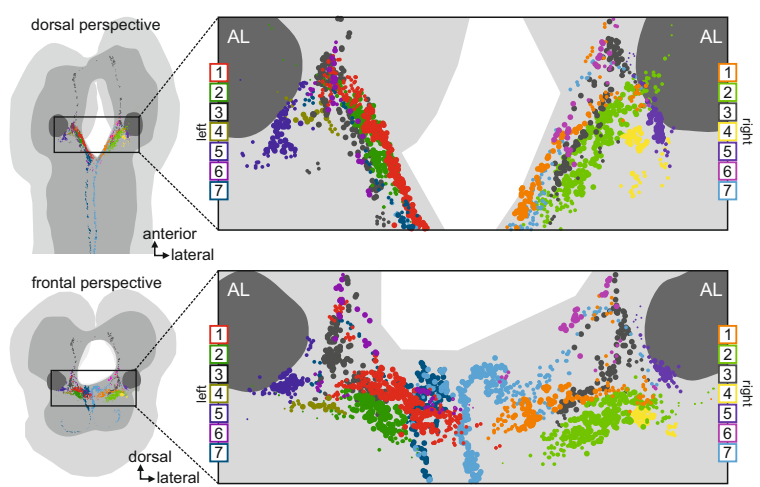 dorsal perspective
AL
AL
1
2
3
4
5
6
7
left
1
2
3
4
5
6
7
right
anterior
lateral
frontal perspective
AL
AL
1
2
3
4
5
6
7
left
1
2
3
4
5
6
7
right
dorsal
lateral